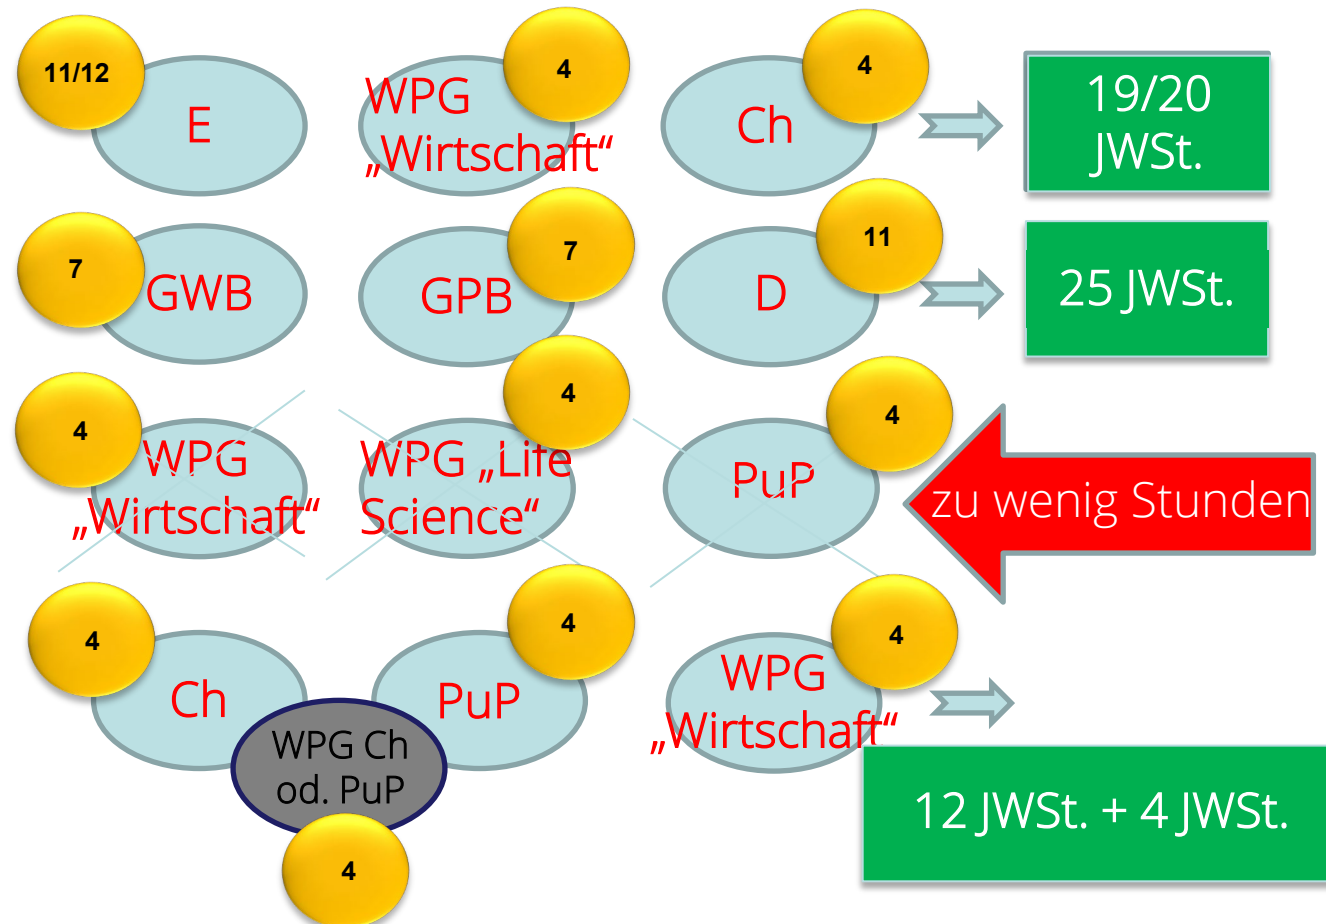 11/12
E
4
WPG
„Wirtschaft“
4
Ch
19/20
JWSt.
7
GWB
7
GPB
11
D
25 JWSt.
4
WPG
„Wirtschaft“
4
WPG „Life
Science“
4
PuP
zu wenig Stunden
4
Ch
4
PuP
WPG Ch
od. PuP
4
4
WPG
„Wirtschaft“
12 JWSt. + 4 JWSt.